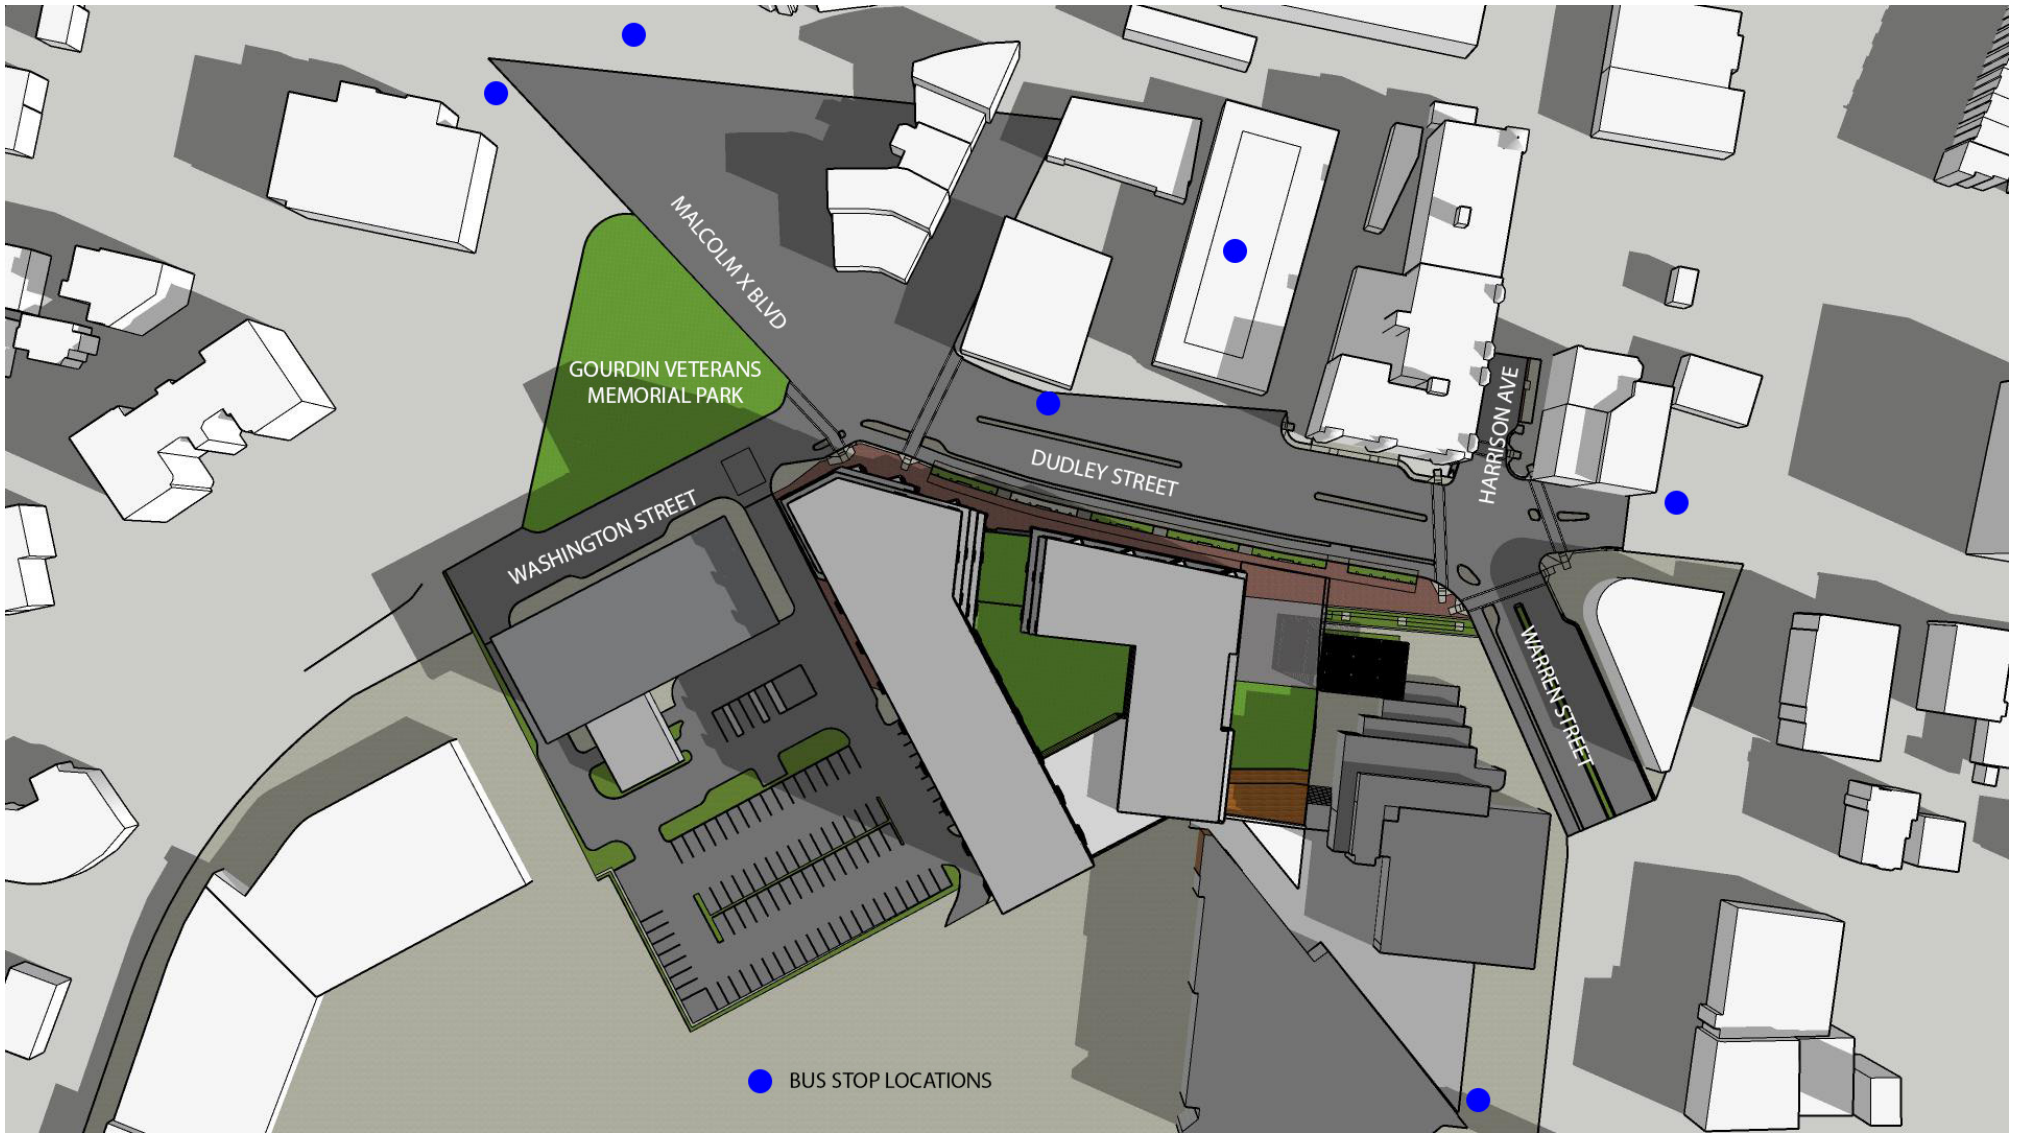 MALCOLM X BLVD
GOURDIN VETERANS
MEMORIAL PARK
HARRISON AVE
DUDLEY STREET
WASHINGTON STREET
WARREN STREET
BUS STOP LOCATIONS